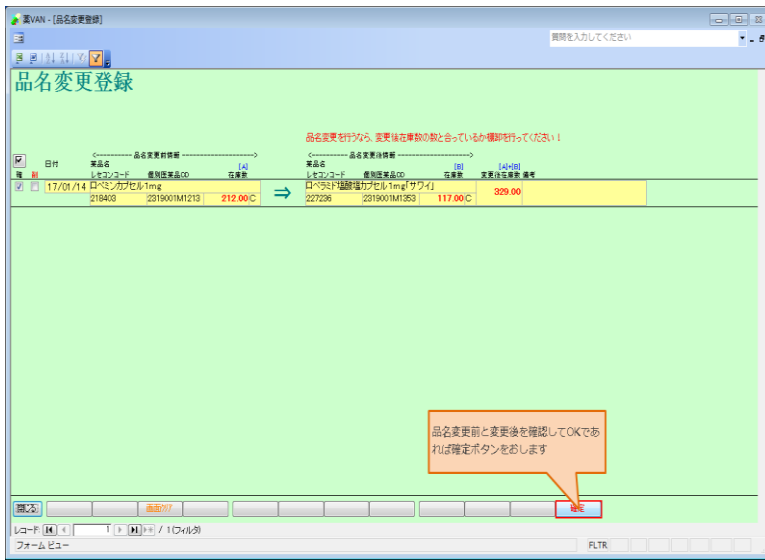 薬VAN - [品名変更登録]
質問を入力してください
品名変更登録
品名変更を行うなら、変更後在庫数の数と合っているか棚卸を行ってください！
<---------- 品名変更前情報 ---------------->
<---------- 品名変更後情報 ---------------->
日付 薬品名 [A] 薬品名 [B] [A]+[B]
確 削 レセコンコード 個別医薬品CD 在庫数 レセコンコード 個別医薬品CD 在庫数 変更後在庫数 備考
17/01/14 ロペミンカプセル1mg ⇒ ロペラミド塩酸塩カプセル1mg「サワイ」 329.00
218403 2319001M1213 212.00 C 227236 2319001M1353 117.00 C
品名変更前と変更後を確認してOKであ
れば確定ボタンをおします
閉じる 画面クリア 確定
レコード: 1 / 1 (フィルタ)
フォーム ビュー FLTR